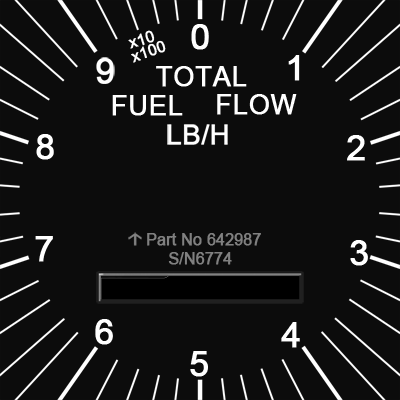 x10
x100
0
1
2
3
4
5
6
7
8
9
TOTAL
FUEL FLOW
LB/H
↑ Part No 642987
S/N6774